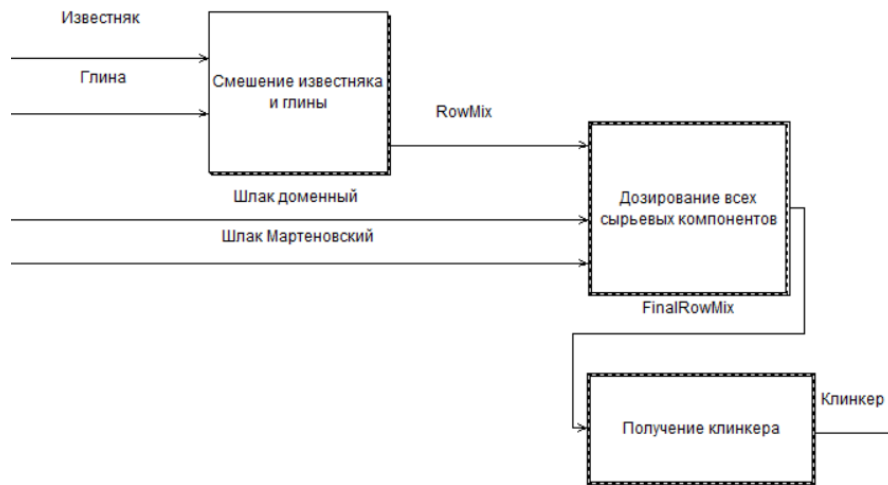 Известняк
Глина
Смешение известняка
и глины
RowMix
Шлак доменный
Шлак Мартеновский
Дозирование всех
сырьевых компонентов
FinalRowMix
Получение клинкера
Клинкер